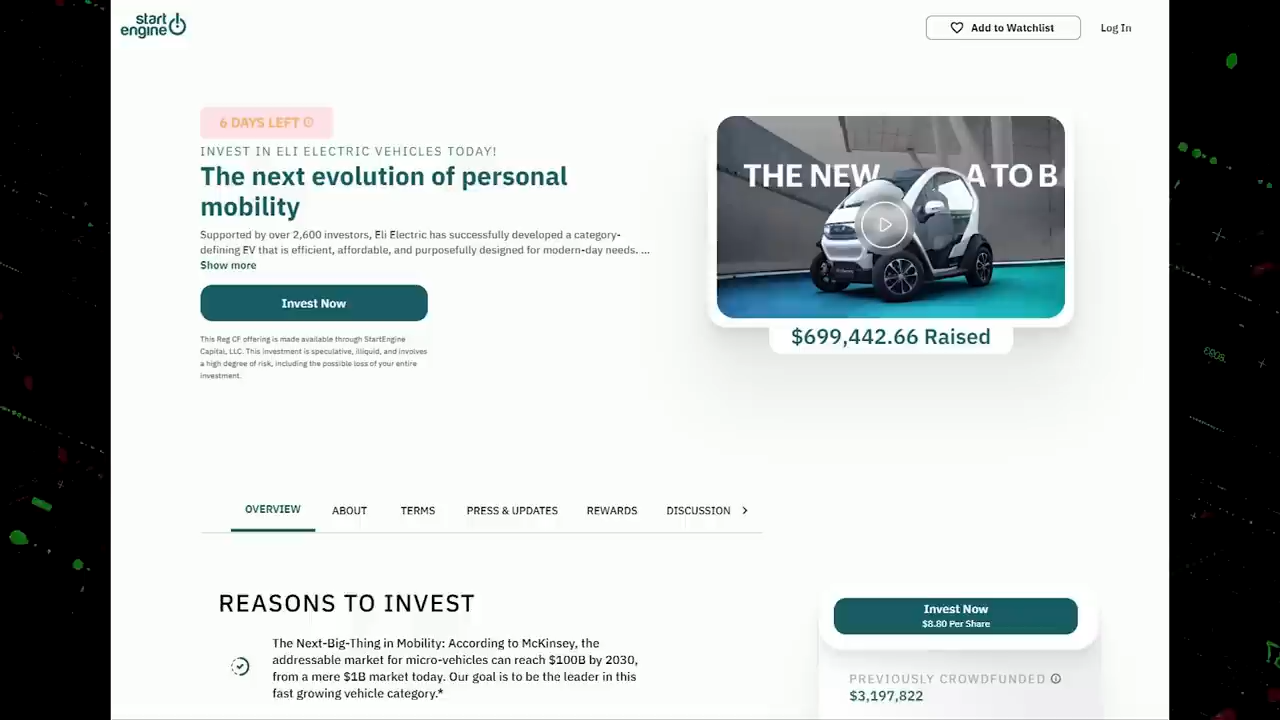 start
engine
Add to Watchlist
Log In
6 DAYS LEFT
INVEST IN ELI ELECTRIC VEHICLES TODAY!
The next evolution of personal
mobility
Supported by over 2,600 investors, Eli Electric has successfully developed a category-
defining EV that is efficient, affordable, and purposefully designed for modern-day needs. ...
Show more
Invest Now
This Reg CF offering is made available through StartEngine
Capital, LLC. This investment is speculative, illiquid, and involves
a high degree of risk, including the possible loss of your entire
investment.
THE NEW A TO B
$699,442.66 Raised
OVERVIEW
ABOUT
TERMS
PRESS & UPDATES
REWARDS
DISCUSSION
REASONS TO INVEST
The Next-Big-Thing in Mobility: According to McKinsey, the
addressable market for micro-vehicles can reach $100B by 2030,
from a mere $1B market today. Our goal is to be the leader in this
fast growing vehicle category.*
Invest Now
$8.80 Per Share
PREVIOUSLY CROWDFUNDED
$3,197,822